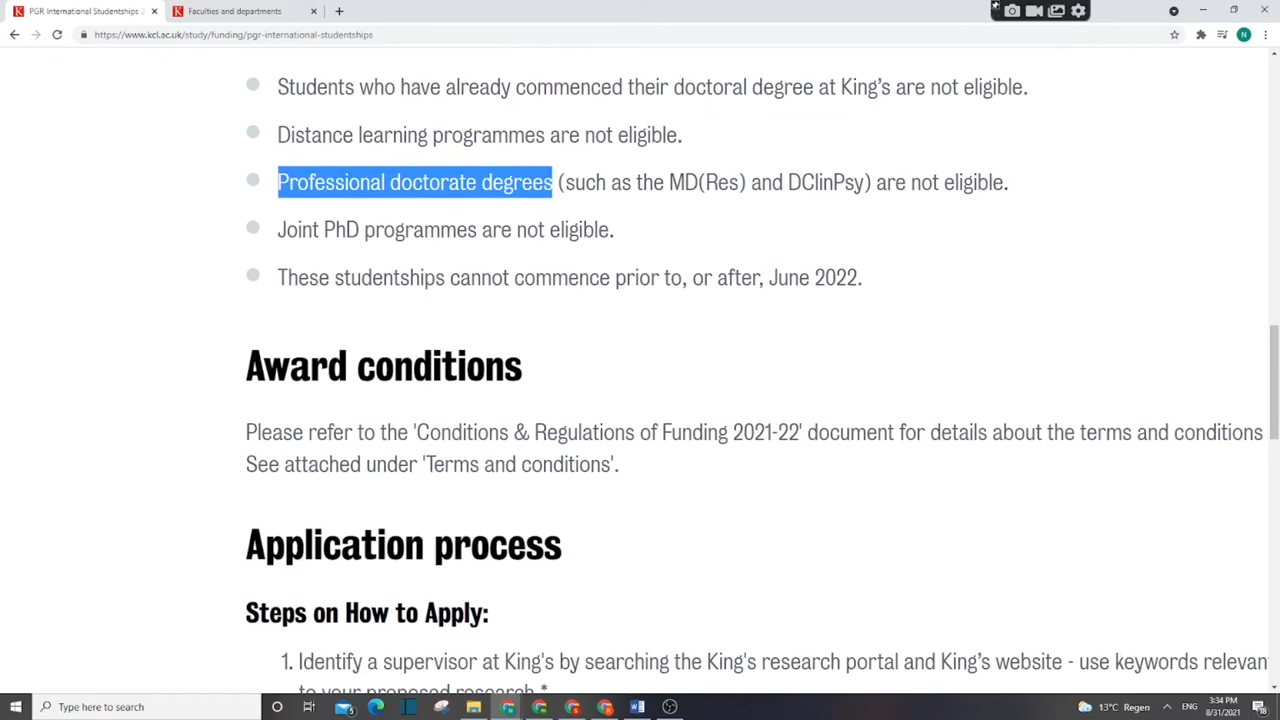 PGR International Studentships 2
Faculties and departments
https://www.kcl.ac.uk/study/funding/pgr-international-studentships
N
Students who have already commenced their doctoral degree at King’s are not eligible.
Distance learning programmes are not eligible.
Professional doctorate degrees (such as the MD(Res) and DClinPsy) are not eligible.
Joint PhD programmes are not eligible.
These studentships cannot commence prior to, or after, June 2022.
Award conditions
Please refer to the 'Conditions & Regulations of Funding 2021-22' document for details about the terms and conditions
See attached under 'Terms and conditions'.
Application process
Steps on How to Apply:
1. Identify a supervisor at King's by searching the King's research portal and King’s website - use keywords relevan
to your proposed research.*
Type here to search
13°C Regen
ENG
3:34 PM
8/31/2021